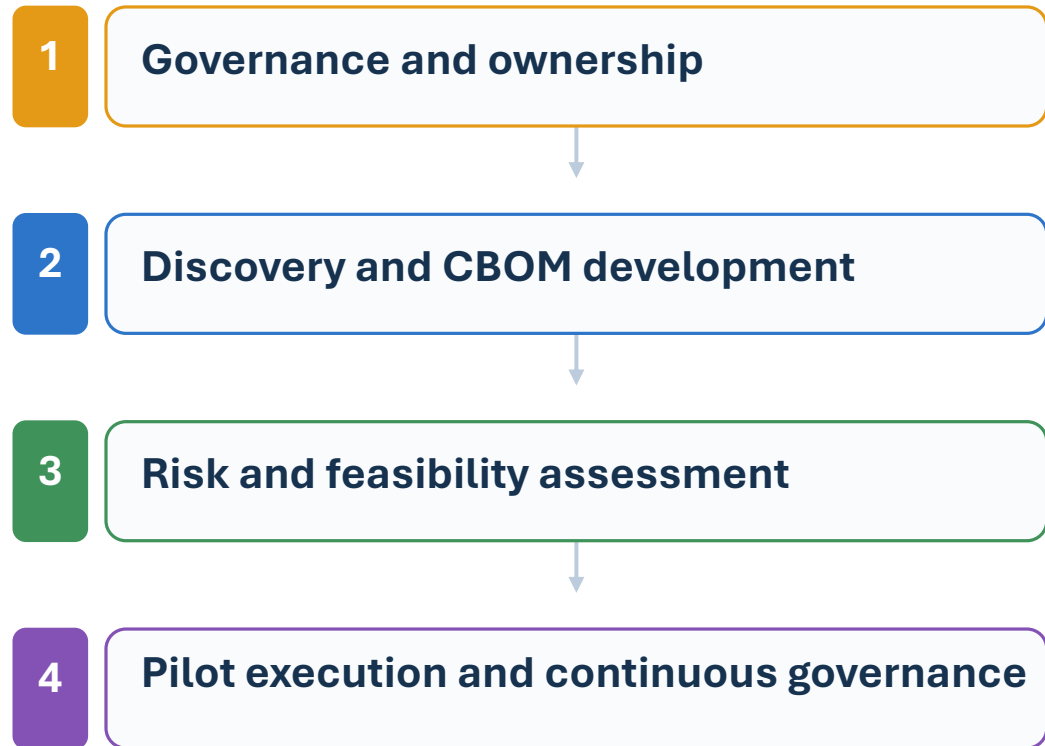 1
Governance and ownership
2
Discovery and CBOM development
3
Risk and feasibility assessment
4
Pilot execution and continuous governance